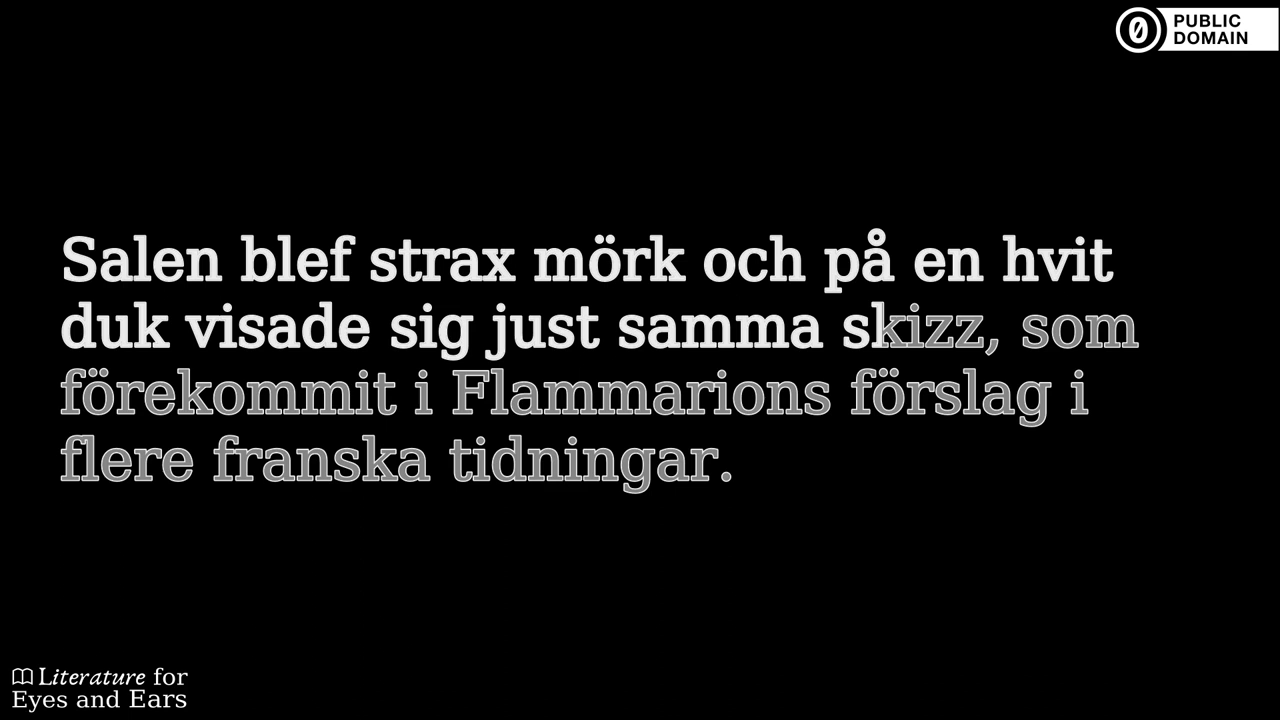 PUBLIC
DOMAIN
Salen blef strax mörk och på en hvit
duk visade sig just samma skizz, som
förekommit i Flammarions förslag i
flere franska tidningar.
Literature for
Eyes and Ears